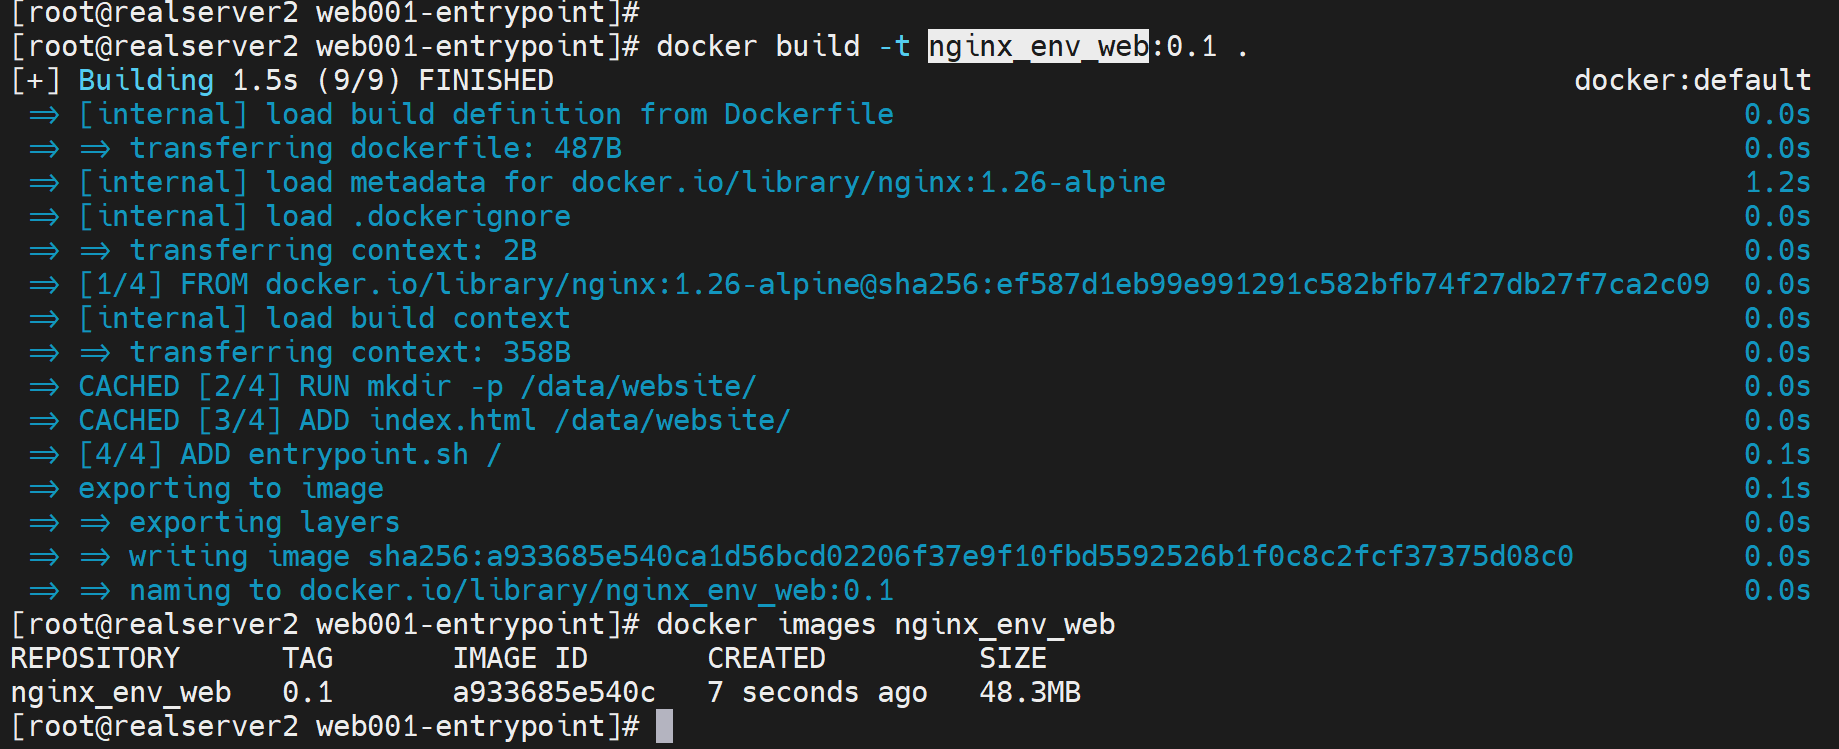 [root@realserver2 web001-entrypoint]#
[root@realserver2 web001-entrypoint]# docker build -t nginx_env_web:0.1 .
[+] Building 1.5s (9/9) FINISHED docker:default
=> [internal] load build definition from Dockerfile 0.0s
=> => transferring dockerfile: 487B 0.0s
=> [internal] load metadata for docker.io/library/nginx:1.26-alpine 1.2s
=> [internal] load .dockerignore 0.0s
=> => transferring context: 2B 0.0s
=> [1/4] FROM docker.io/library/nginx:1.26-alpine@sha256:ef587d1eb99e991291c582bfb74f27db27f7ca2c09 0.0s
=> [internal] load build context 0.0s
=> => transferring context: 358B 0.0s
=> CACHED [2/4] RUN mkdir -p /data/website/ 0.0s
=> CACHED [3/4] ADD index.html /data/website/ 0.0s
=> [4/4] ADD entrypoint.sh / 0.1s
=> exporting to image 0.1s
=> => exporting layers 0.0s
=> => writing image sha256:a933685e540ca1d56bcd02206f37e9f10fbd5592526b1f0c8c2fcf37375d08c0 0.0s
=> => naming to docker.io/library/nginx_env_web:0.1 0.0s
[root@realserver2 web001-entrypoint]# docker images nginx_env_web
REPOSITORY TAG IMAGE ID CREATED SIZE
nginx_env_web 0.1 a933685e540c 7 seconds ago 48.3MB
[root@realserver2 web001-entrypoint]#